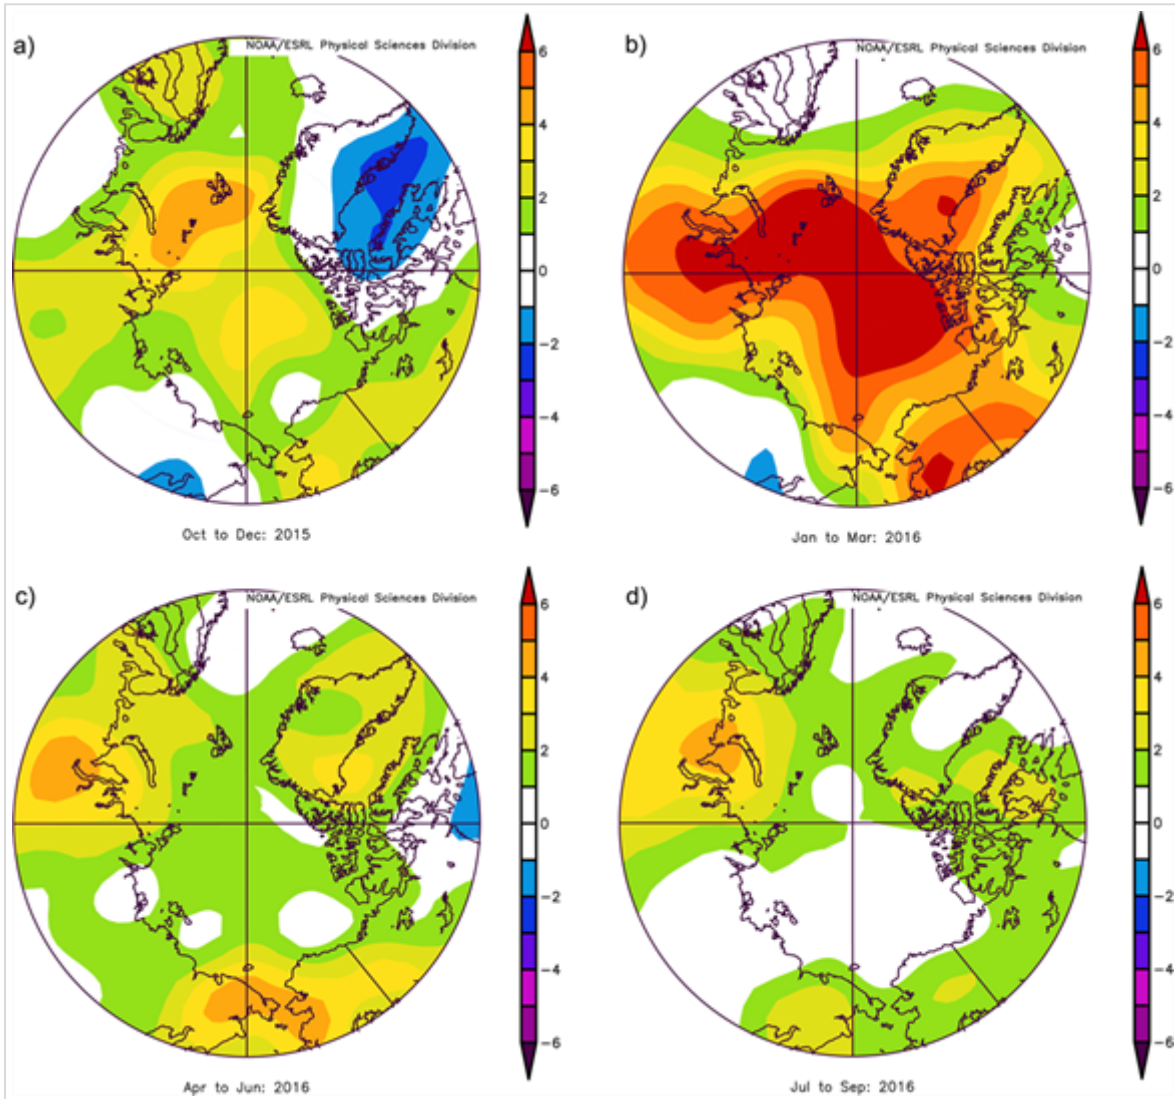 a)
NOAA/ESRL Physical Sciences Division
6
4
2
0
−2
−4
−6
Oct to Dec: 2015
b)
NOAA/ESRL Physical Sciences Division
6
4
2
0
−2
−4
−6
Jan to Mar: 2016
c)
NOAA/ESRL Physical Sciences Division
6
4
2
0
−2
−4
−6
Apr to Jun: 2016
d)
NOAA/ESRL Physical Sciences Division
6
4
2
0
−2
−4
−6
Jul to Sep: 2016